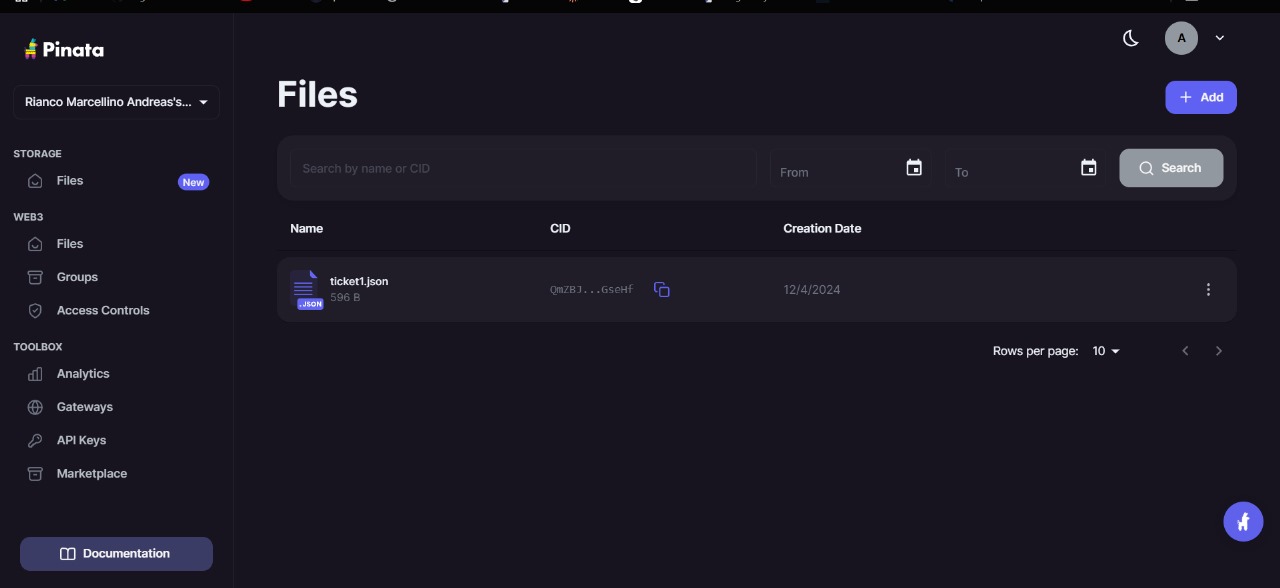 Pinata
A
Rianco Marcellino Andreas's...
Files
Add
STORAGE
Files
New
WEB3
Files
Groups
Access Controls
TOOLBOX
Analytics
Gateways
API Keys
Marketplace
Documentation
Search by name or CID
From
To
Search
Name
CID
Creation Date
ticket1.json
596 B
.JSON
QmZBJ...GseHf
12/4/2024
Rows per page:
10